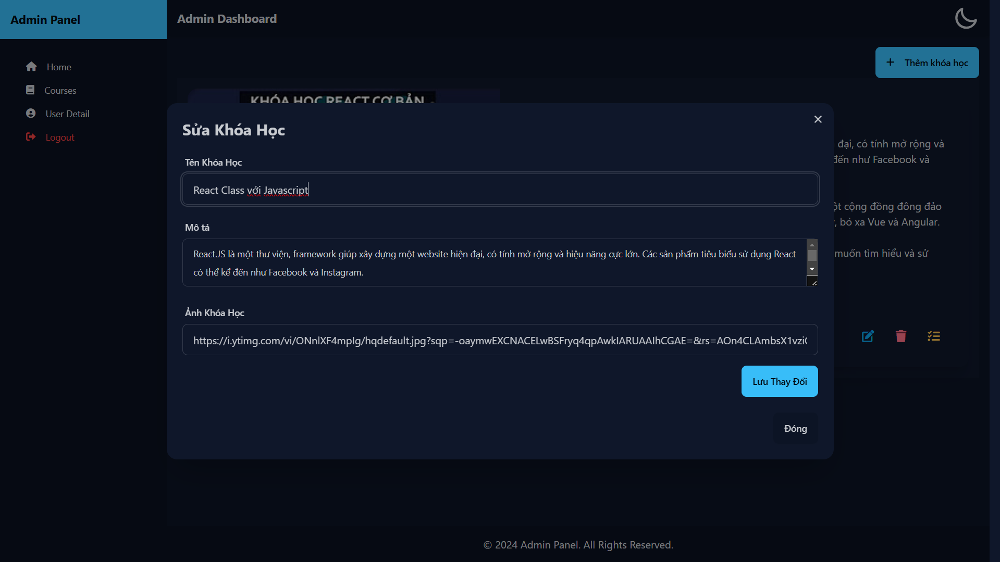 Admin Panel
Admin Dashboard
Home
Courses
User Detail
Logout
Thêm khóa học
KHÓA HỌC REACT CƠ BẢN
Sửa Khóa Học
Tên Khóa Học
React Class với Javascript
Mô tả
React.JS là một thư viện, framework giúp xây dựng một website hiện đại, có tính mở rộng và hiệu năng cực lớn. Các sản phẩm tiêu biểu sử dụng React
có thể kể đến như Facebook và Instagram.
Ảnh Khóa Học
https://i.ytimg.com/vi/ONnlXF4mpIg/hqdefault.jpg?sqp=-oaymwEXCNACELwBSFryq4qpAwkIARUAAIhCGAE=&rs=AOn4CLAmbsX1vzi
Lưu Thay Đổi
Đóng
đại, có tính mở rộng và
đến như Facebook và
cộng đồng đông đảo
, bỏ xa Vue và Angular.
muốn tìm hiểu và sử
© 2024 Admin Panel. All Rights Reserved.